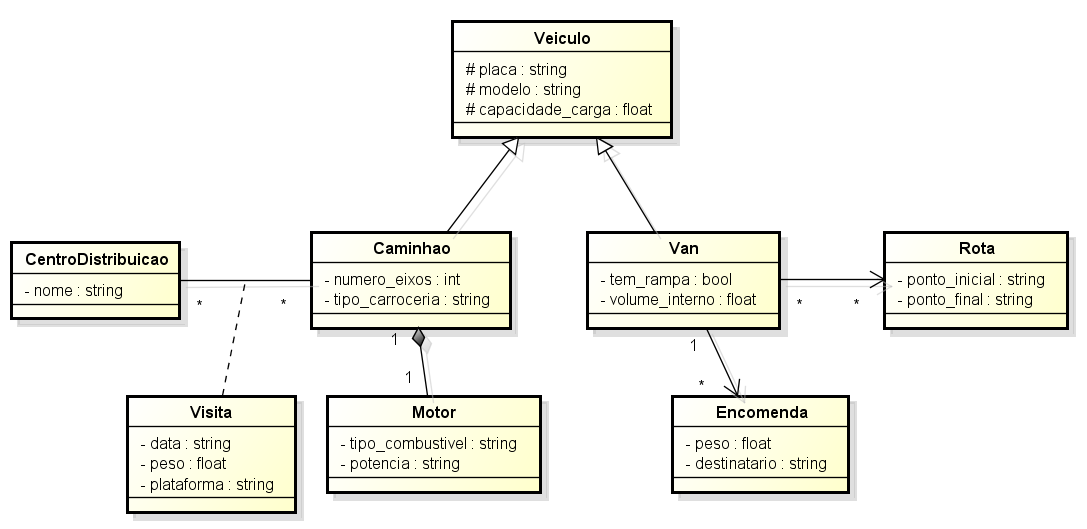 Veiculo
# placa : string
# modelo : string
# capacidade_carga : float
CentroDistribuicao
- nome : string
* *
Caminhao
- numero_eixos : int
- tipo_carroceria : string
Van
- tem_rampa : bool
- volume_interno : float
* *
Rota
- ponto_inicial : string
- ponto_final : string
1
1
1
*
Visita
- data : string
- peso : float
- plataforma : string
Motor
- tipo_combustivel : string
- potencia : string
Encomenda
- peso : float
- destinatario : string